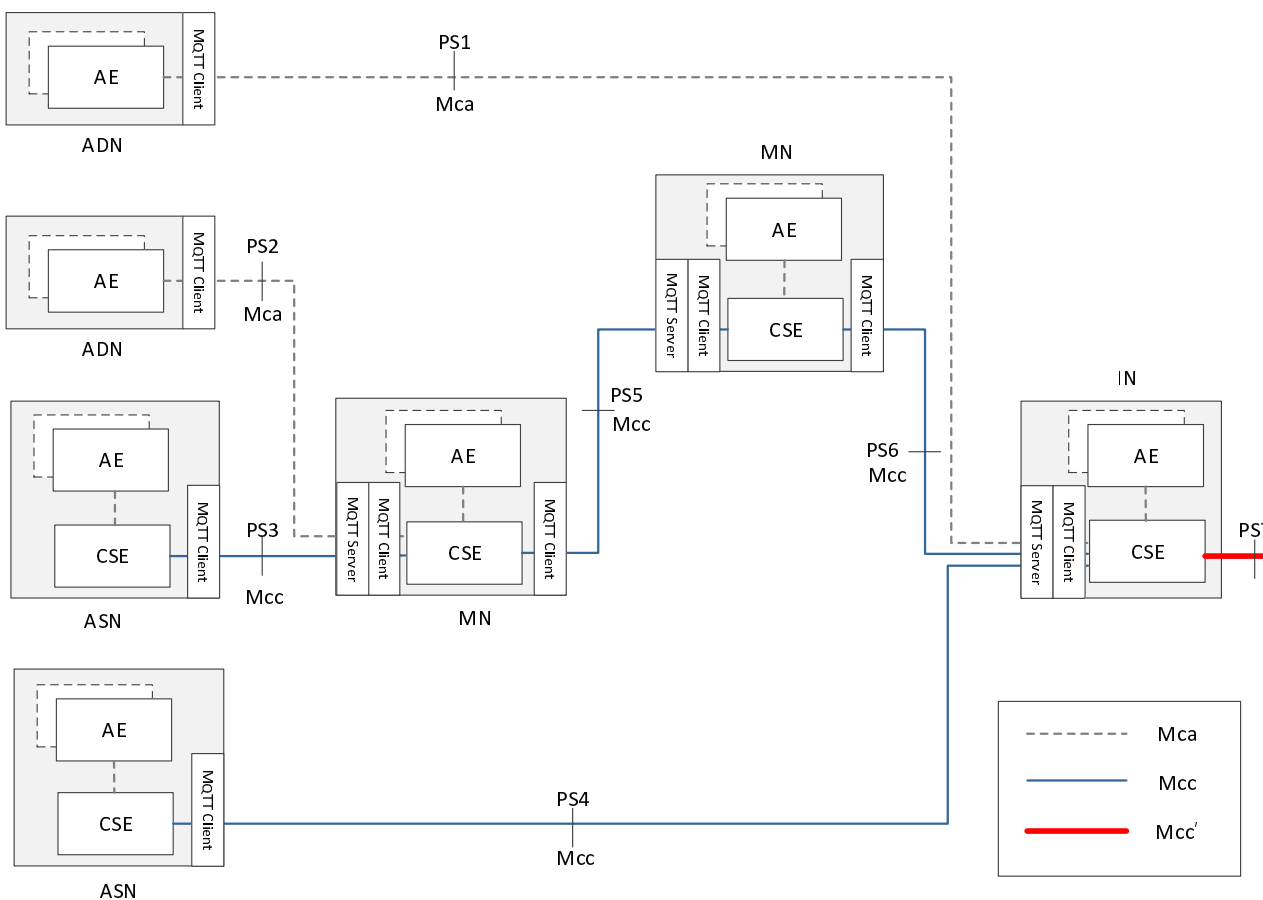 PS1
AE
MQTT Client
Mca
ADN
MN
AE
MQTT Server
MQTT Client
CSE
MQTT Client
PS2
AE
MQTT Client
Mca
ADN
IN
PS5
Mcc
AE
CSE
MQTT Client
ASN
PS3
Mcc
AE
MQTT Server
MQTT Client
CSE
MQTT Client
MN
PS6
Mcc
AE
MQTT Server
MQTT Client
CSE
AE
CSE
MQTT Client
ASN
PS4
Mcc
Mca
Mcc
Mcc'